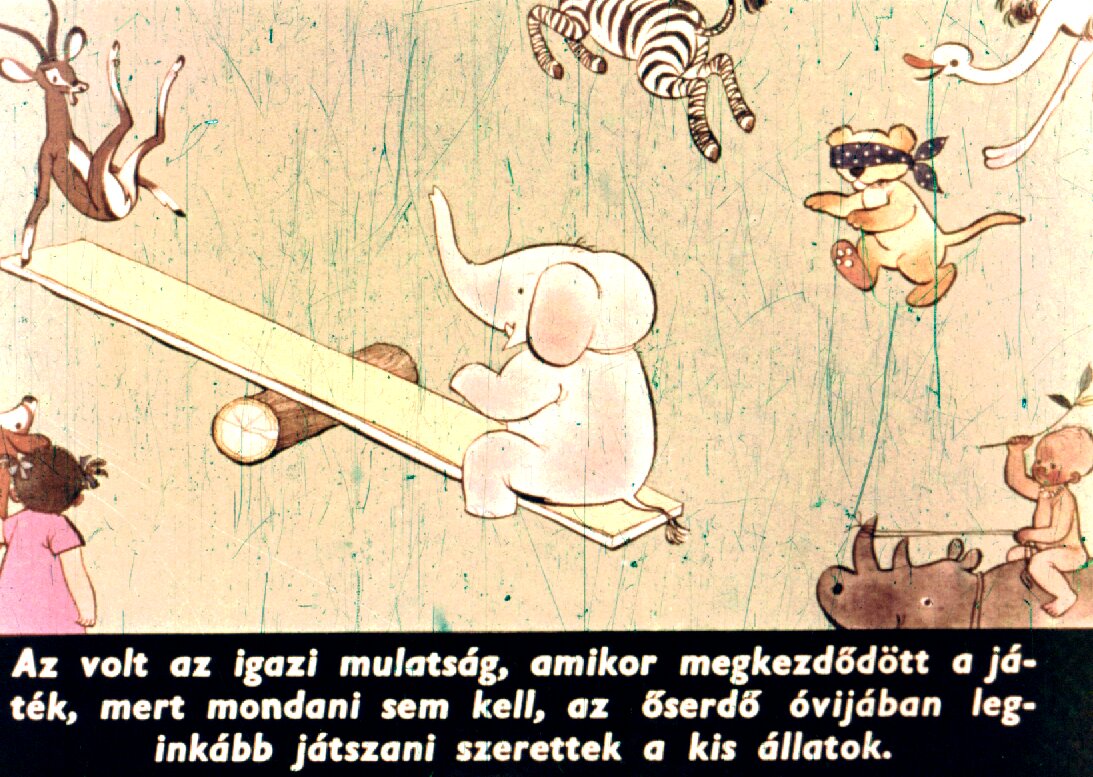 Az volt az igazi mulatság, amikor megkezdődött a já-
ték, mert mondani sem kell, az őserdő óvijában leg-
inkább játszani szerettek a kis állatok.